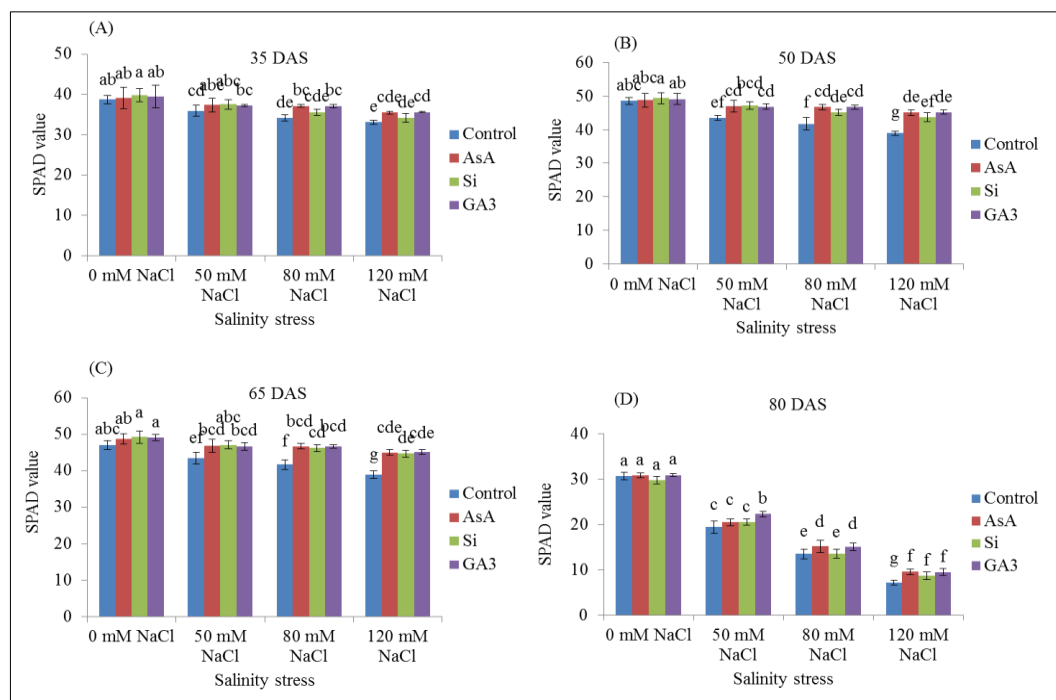 (A)
35 DAS
SPAD value
50
40
30
20
10
0
ab ab a ab
cd abc abc bc
de bc cde bc
e cde de cd
0 mM NaCl
50 mM
NaCl
80 mM
NaCl
120 mM
NaCl
Salinity stress
Control
AsA
Si
GA3
(B)
50 DAS
SPAD value
60
50
40
30
20
10
0
abc abc a ab
ef cd bcd cd
f cd de cd
g de ef de
0 mM NaCl
50 mM
NaCl
80 mM
NaCl
120 mM
NaCl
Salinity stress
Control
AsA
Si
GA3
(C)
65 DAS
SPAD value
60
50
40
30
20
10
0
abc ab a a
ef bcd abc bcd
f bcd cd bcd
g cde de cde
0 mM NaCl
50 mM
NaCl
80 mM
NaCl
120 mM
NaCl
Salinity stress
Control
AsA
Si
GA3
(D)
80 DAS
SPAD value
40
30
20
10
0
a a a a
c c c b
e d e d
g f f f
0 mM NaCl
50 mM
NaCl
80 mM
NaCl
120 mM
NaCl
Salinity stress
Control
AsA
Si
GA3